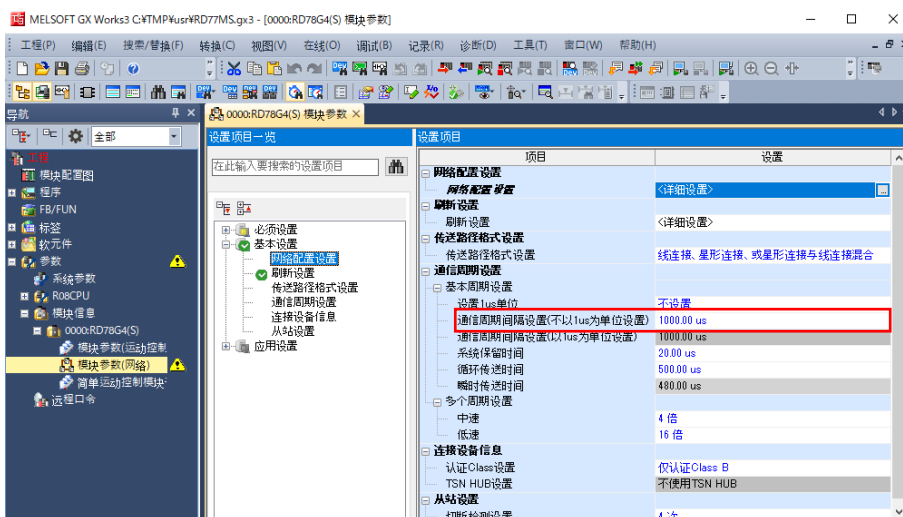 MELSOFT GX Works3 C:¥TMP¥usr¥RD77MS.gx3 - [0000:RD78G4(S) 模块参数]
工程(P) 编辑(E) 搜索/替换(F) 转换(C) 视图(V) 在线(O) 调试(B) 记录(R) 诊断(D) 工具(T) 窗口(W) 帮助(H)
导航
0000:RD78G4(S) 模块参数
全部
工程
模块配置图
程序
FB/FUN
标签
软元件
参数
系统参数
R08CPU
模块信息
0000:RD78G4(S)
模块参数(运动控制
模块参数(网络)
简单运动控制模块
远程口令
设置项目一览
在此输入要搜索的设置项目
必须设置
基本设置
网络配置设置
刷新设置
传送路径格式设置
通信周期设置
连接设备信息
从站设置
应用设置
设置项目
项目 设置
网络配置设置
网络配置设置 <详细设置>
刷新设置
刷新设置 <详细设置>
传送路径格式设置
传送路径格式设置 线连接、星形连接、或星形连接与线连接混合
通信周期设置
基本周期设置
设置1us单位 不设置
通信周期间隔设置(不以1us为单位设置) 1000.00 us
通信周期间隔设置(以1us为单位设置) 1000.00 us
系统保留时间 20.00 us
循环传送时间 500.00 us
瞬时传送时间 480.00 us
多个周期设置
中速 4 倍
低速 16 倍
连接设备信息
认证Class设置 仅认证Class B
TSN HUB设置 不使用TSN HUB
从站设置
切断检测设置 4 次